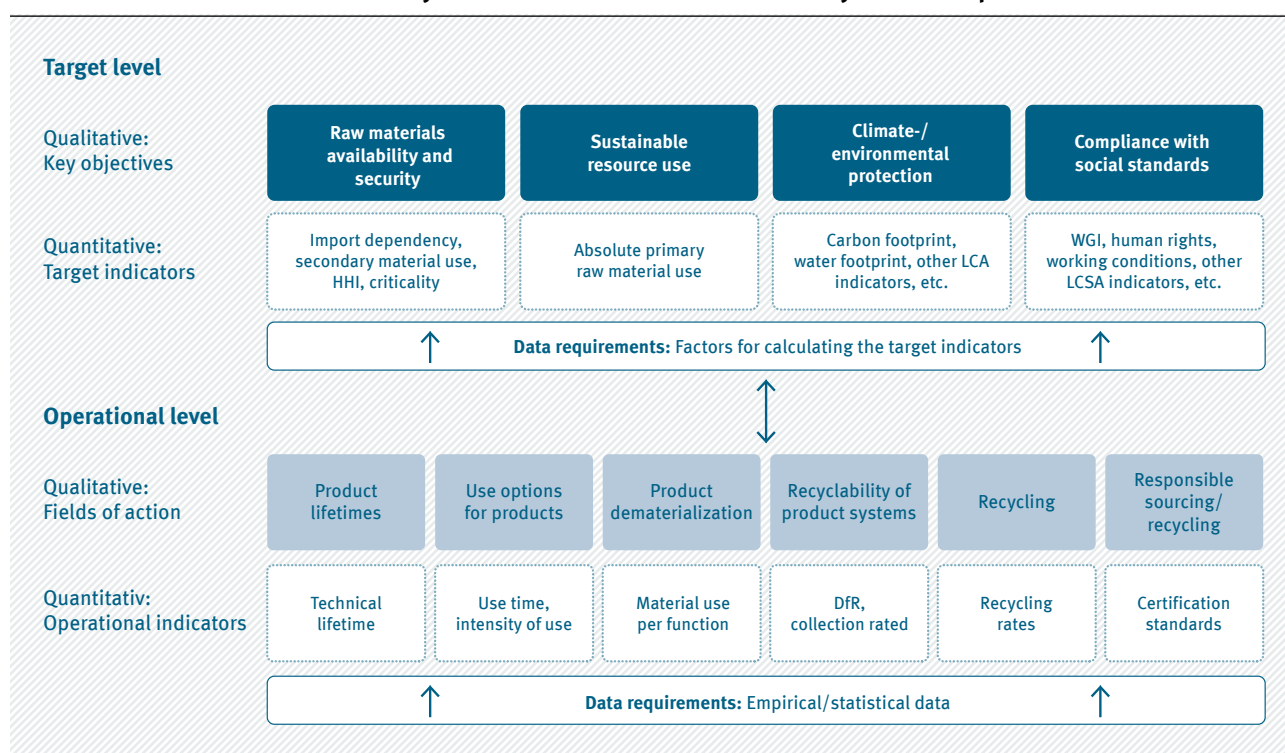 Target level
Qualitative:
Key objectives
Raw materials
availability and
security
Sustainable
resource use
Climate-/
environmental
protection
Compliance with
social standards
Quantitative:
Target indicators
Import dependency,
secondary material use,
HHI, criticality
Absolute primary
raw material use
Carbon footprint,
water footprint, other LCA
indicators, etc.
WGI, human rights,
working conditions, other
LCSA indicators, etc.
Data requirements: Factors for calculating the target indicators
Operational level
Qualitative:
Fields of action
Product
lifetimes
Use options
for products
Product
dematerialization
Recyclability of
product systems
Recycling
Responsible
sourcing/
recycling
Quantitativ:
Operational indicators
Technical
lifetime
Use time,
intensity of use
Material use
per function
DfR,
collection rated
Recycling
rates
Certification
standards
Data requirements: Empirical/statistical data